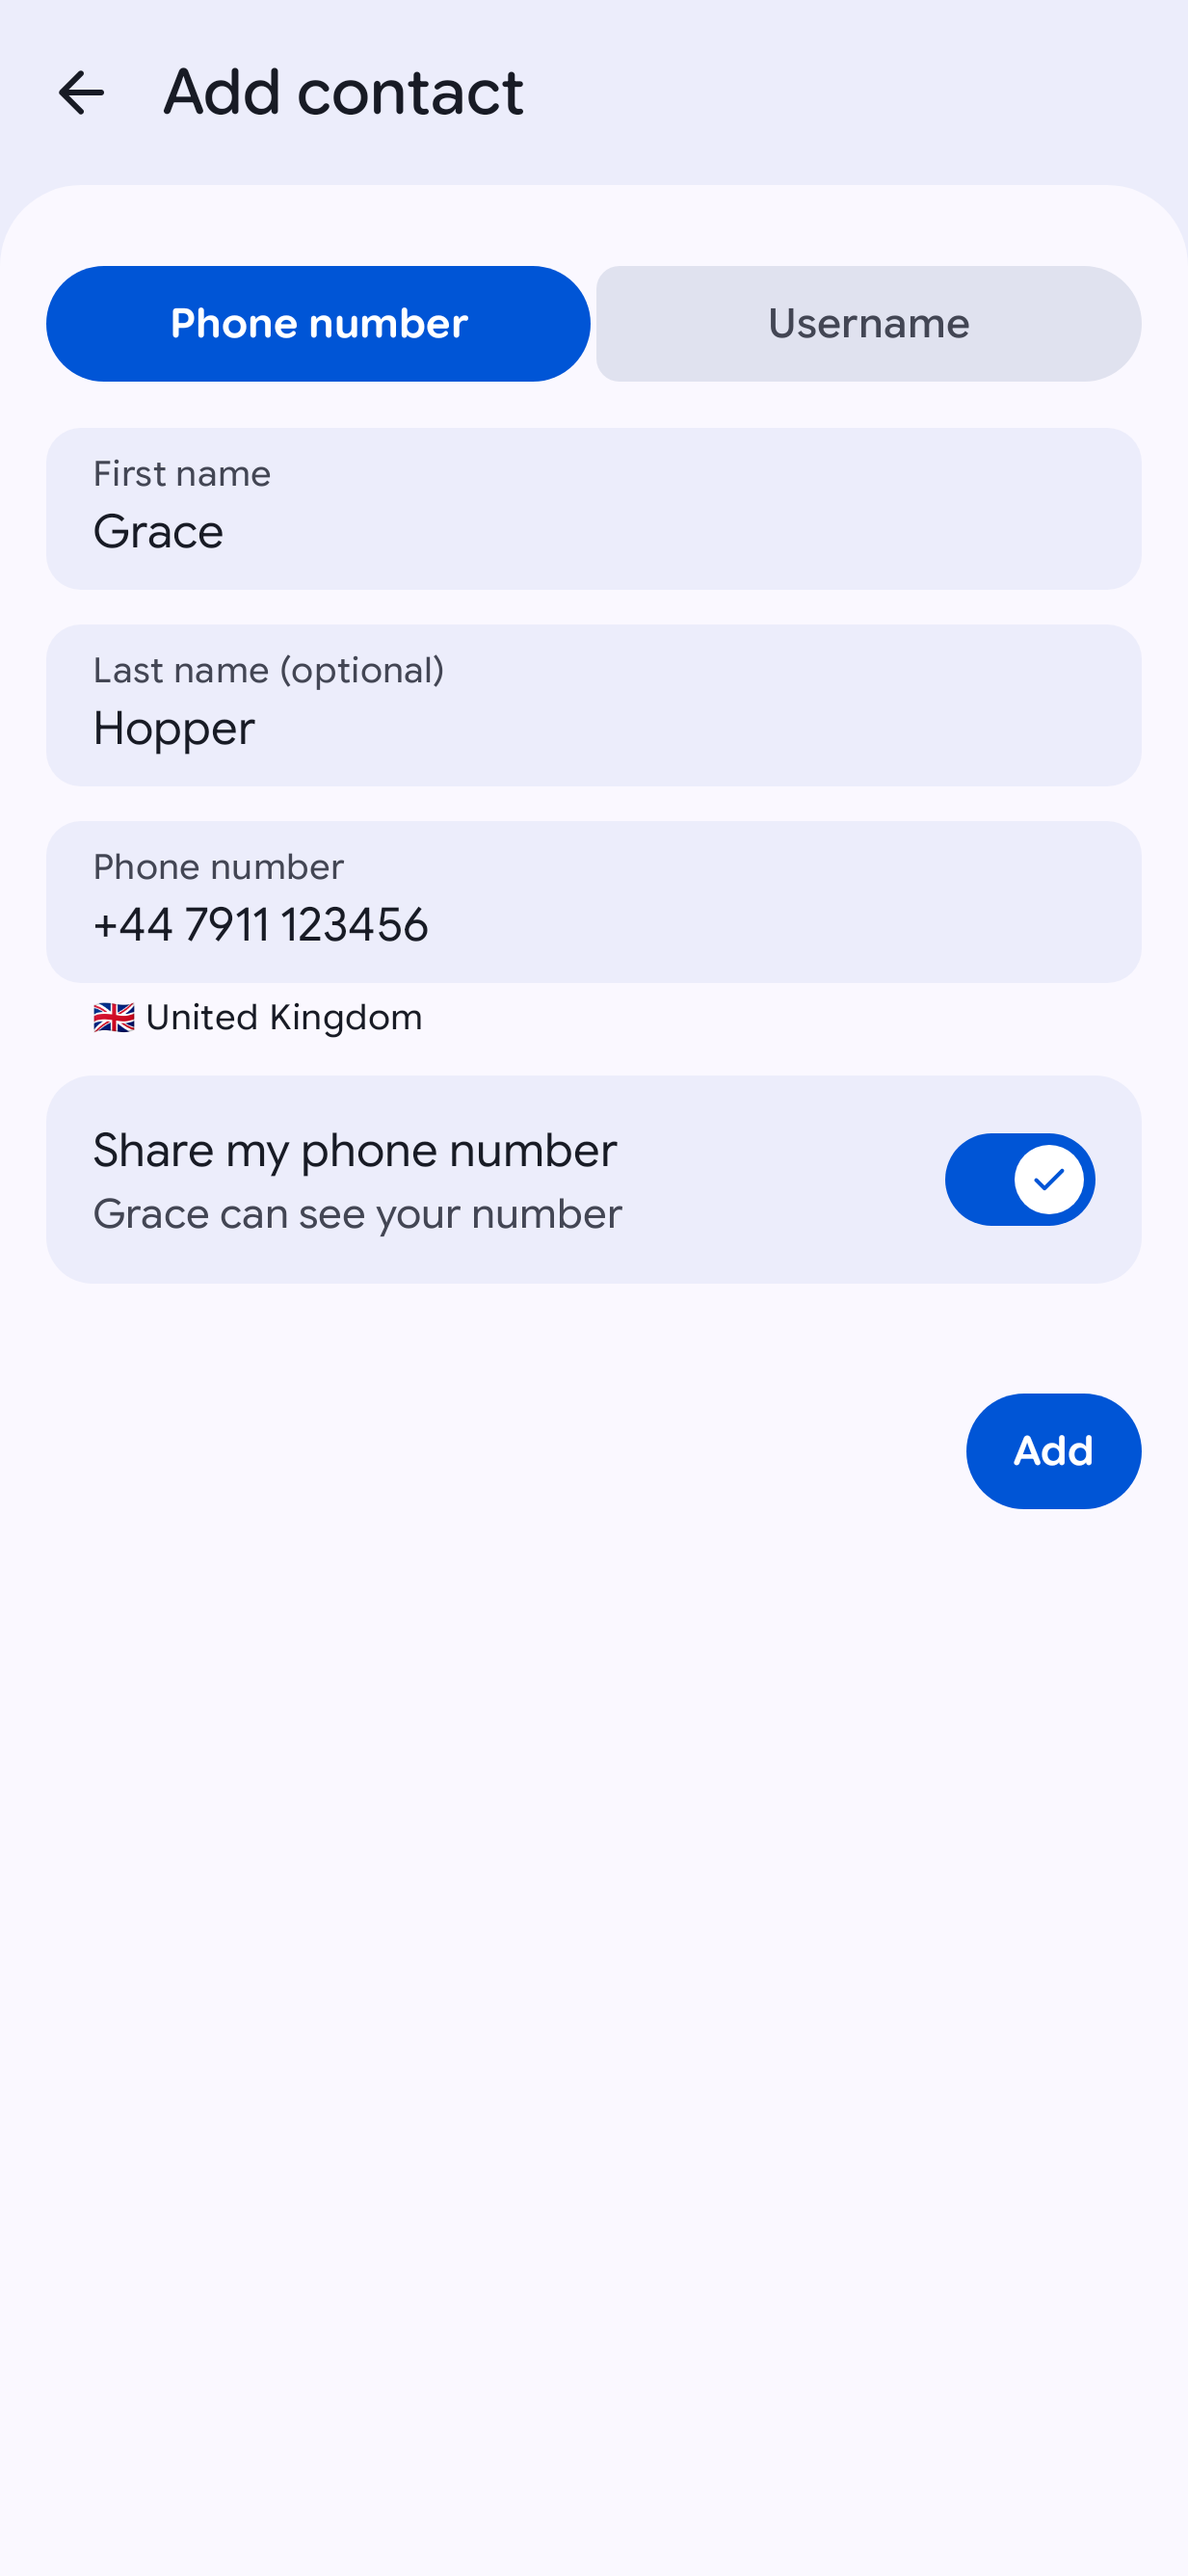 Add contact
Phone number
Username
First name
Grace
Last name (optional)
Hopper
Phone number
+44 7911 123456
🇬🇧 United Kingdom
Share my phone number
Grace can see your number
Add